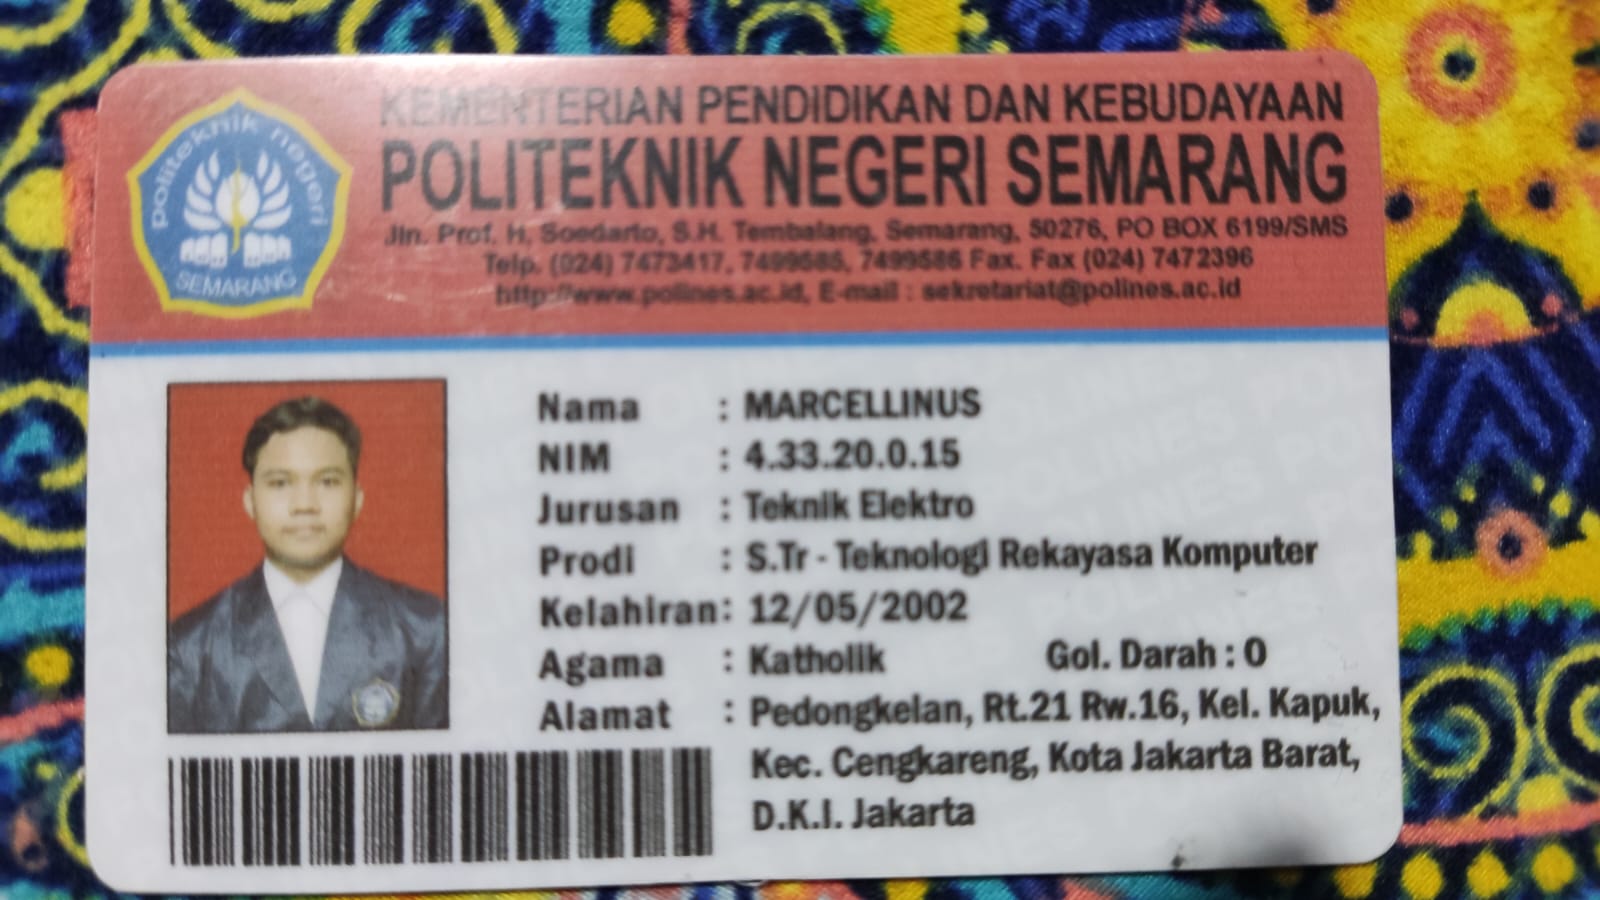 politeknik negeri
SEMARANG
KEMENTERIAN PENDIDIKAN DAN KEBUDAYAAN
POLITEKNIK NEGERI SEMARANG
Jln. Prof. H. Soedarto, S.H. Tembalang, Semarang, 50276, PO BOX 6199/SMS
Telp. (024) 7473417, 7499585, 7499586 Fax. Fax (024) 7472396
http://www.polines.ac.id, E-mail : sekretariat@polines.ac.id
Nama : MARCELLINUS
NIM : 4.33.20.0.15
Jurusan : Teknik Elektro
Prodi : S.Tr - Teknologi Rekayasa Komputer
Kelahiran : 12/05/2002
Agama : Katholik Gol. Darah : O
Alamat : Pedongkelan, Rt.21 Rw.16, Kel. Kapuk,
Kec. Cengkareng, Kota Jakarta Barat,
D.K.I. Jakarta